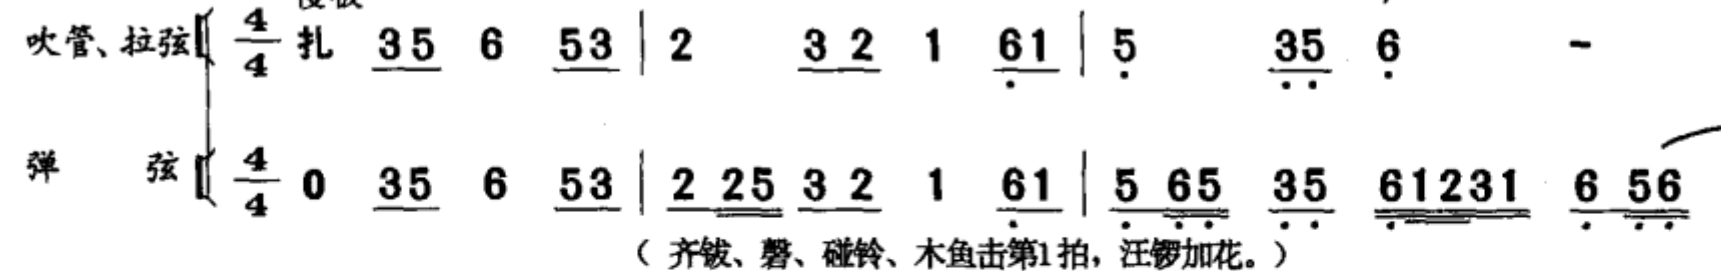 吹管、拉弦 4/4 扎 35 6 53 | 2 3 2 1 61 | 5 35 6 -
弹 弦 4/4 0 35 6 53 | 2 25 3 2 1 61 | 5 65 35 61231 6 56
（ 齐钹、磬、碰铃、木鱼击第1拍，汪锣加花。）